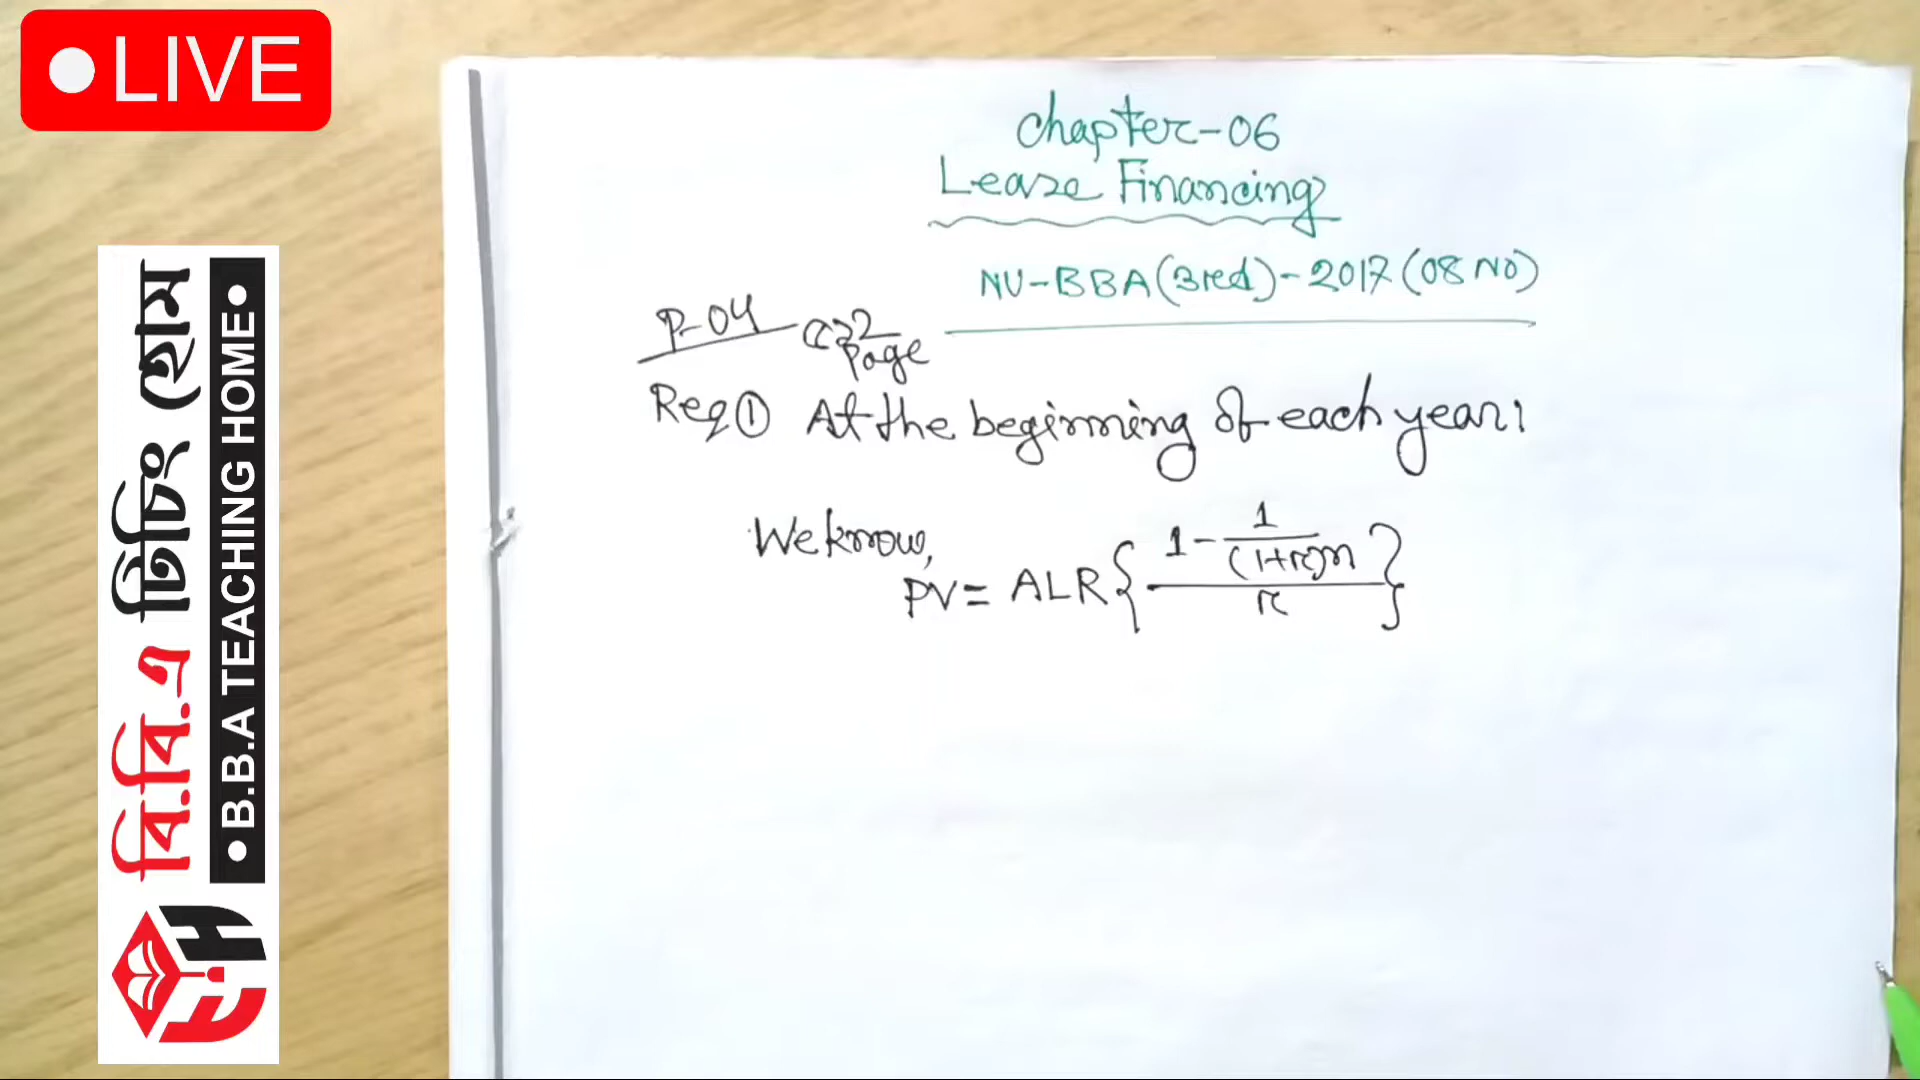 LIVE
Chapter-06
Lease Financing
NU-BBA(3rd)-2017(08 No)
P-04
Page
Req① At the beginning of each year:
We know,
PV = ALR{
1 - 1
(1+r)n
r
}
বি.বি.এ টিচিং হোম
•B.B.A TEACHING HOME•